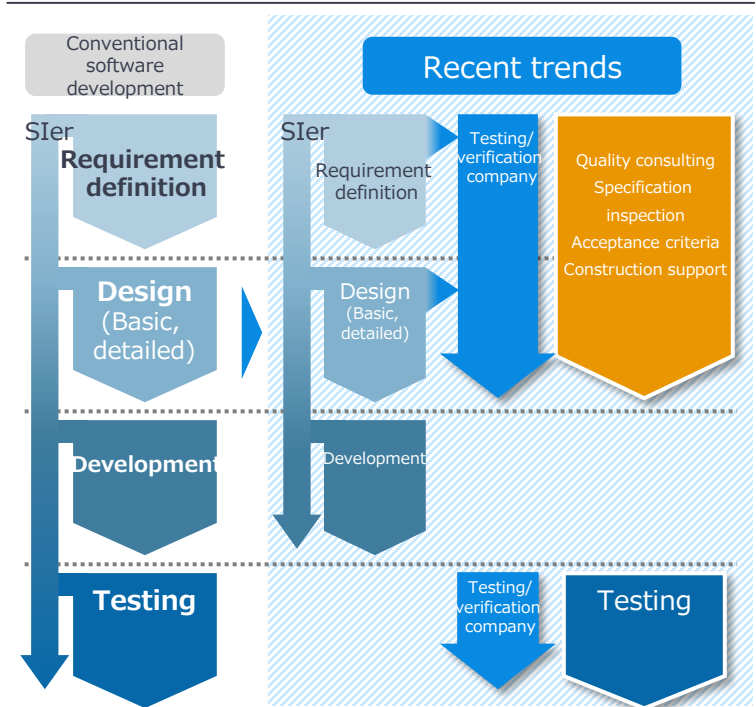 Conventional
software
development
SIer
Requirement
definition
Design
(Basic,
detailed)
Development
Testing
Recent trends
SIer
Requirement
definition
Design
(Basic,
detailed)
Development
Testing/
verification
company
Quality consulting
Specification
inspection
Acceptance criteria
Construction support
Testing/
verification
company
Testing